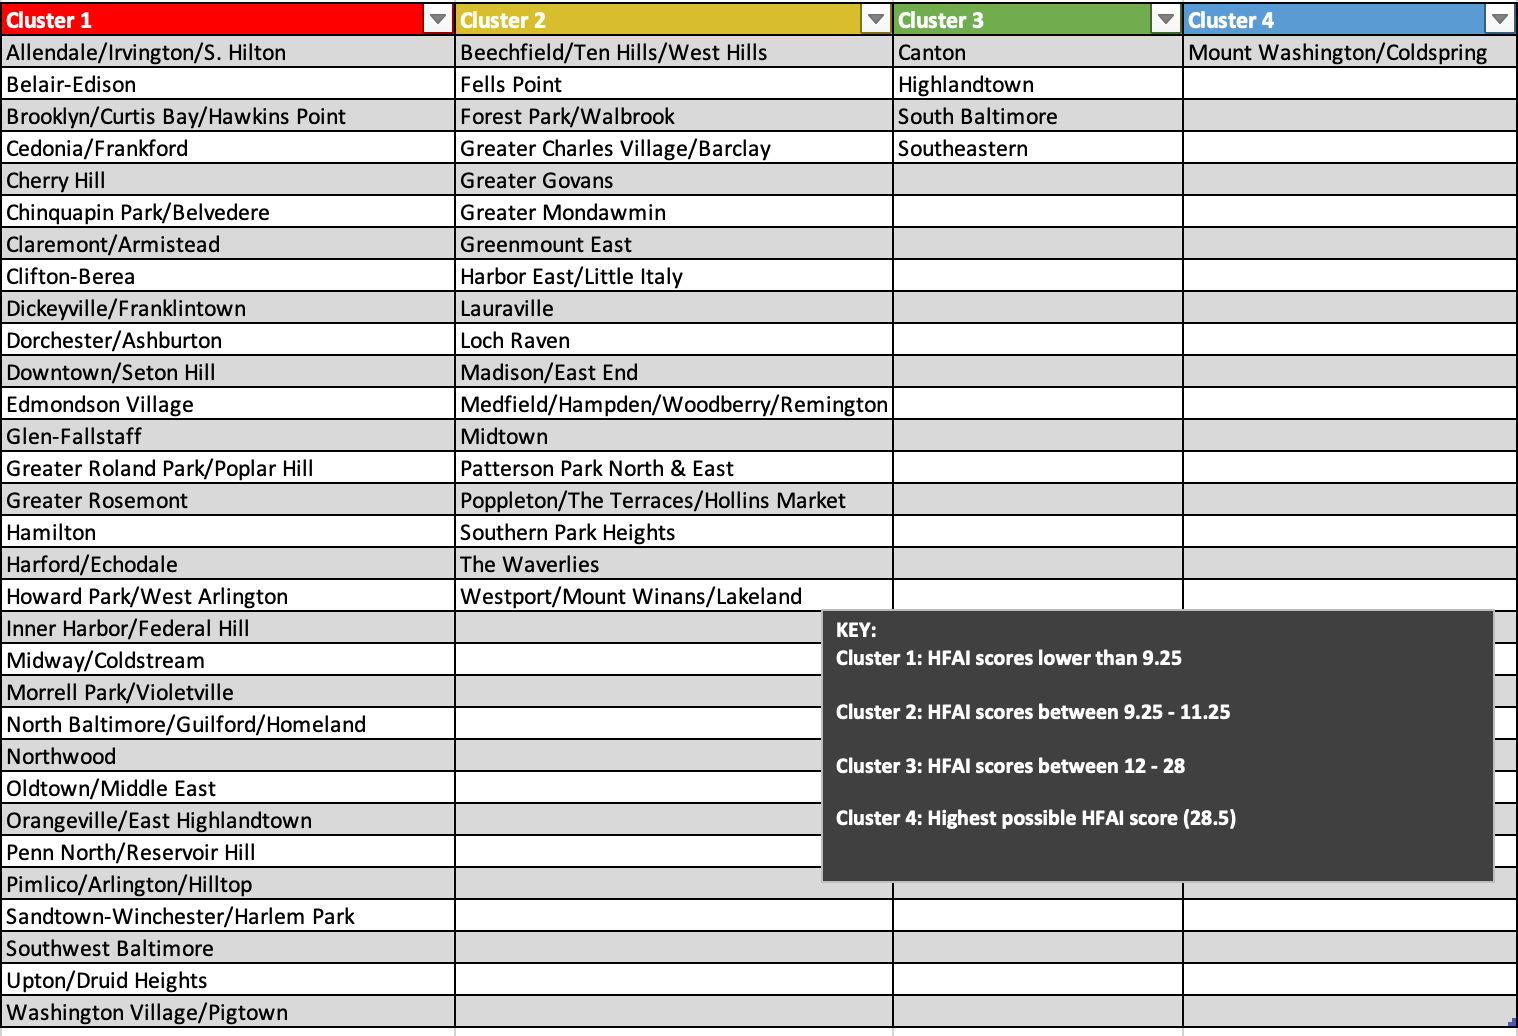 Cluster 1 Cluster 2 Cluster 3 Cluster 4
Allendale/Irvington/S. Hilton Beechfield/Ten Hills/West Hills Canton Mount Washington/Coldspring
Belair-Edison Fells Point Highlandtown
Brooklyn/Curtis Bay/Hawkins Point Forest Park/Walbrook South Baltimore
Cedonia/Frankford Greater Charles Village/Barclay Southeastern
Cherry Hill Greater Govans
Chinquapin Park/Belvedere Greater Mondawmin
Claremont/Armistead Greenmount East
Clifton-Berea Harbor East/Little Italy
Dickeyville/Franklintown Lauraville
Dorchester/Ashburton Loch Raven
Downtown/Seton Hill Madison/East End
Edmondson Village Medfield/Hampden/Woodberry/Remington
Glen-Fallstaff Midtown
Greater Roland Park/Poplar Hill Patterson Park North & East
Greater Rosemont Poppleton/The Terraces/Hollins Market
Hamilton Southern Park Heights
Harford/Echodale The Waverlies
Howard Park/West Arlington Westport/Mount Winans/Lakeland
Inner Harbor/Federal Hill
Midway/Coldstream
Morrell Park/Violetville
North Baltimore/Guilford/Homeland
Northwood
Oldtown/Middle East
Orangeville/East Highlandtown
Penn North/Reservoir Hill
Pimlico/Arlington/Hilltop
Sandtown-Winchester/Harlem Park
Southwest Baltimore
Upton/Druid Heights
Washington Village/Pigtown
KEY:
Cluster 1: HFAI scores lower than 9.25
Cluster 2: HFAI scores between 9.25 - 11.25
Cluster 3: HFAI scores between 12 - 28
Cluster 4: Highest possible HFAI score (28.5)